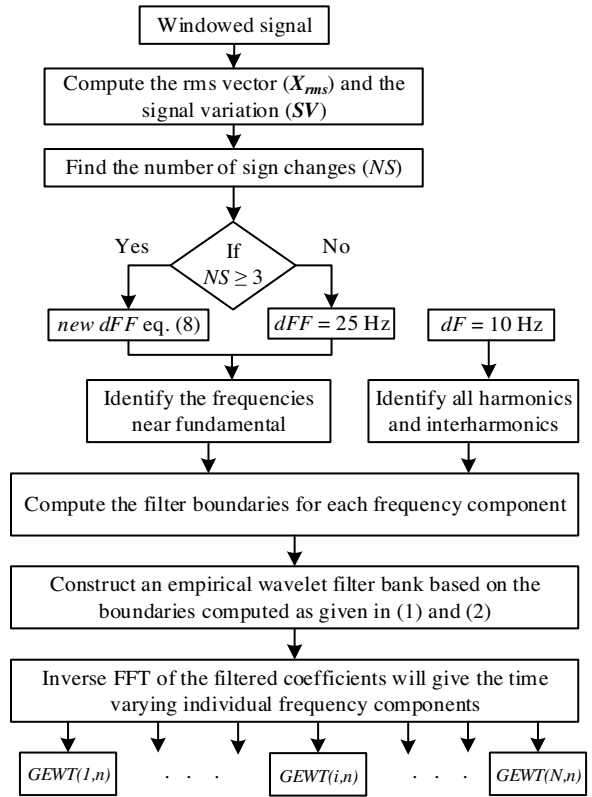 Windowed signal
Compute the rms vector (X_rms) and the
signal variation (SV)
Find the number of sign changes (NS)
Yes
If
NS ≥ 3
No
new dFF eq. (8)
dFF = 25 Hz
dF = 10 Hz
Identify the frequencies
near fundamental
Identify all harmonics
and interharmonics
Compute the filter boundaries for each frequency component
Construct an empirical wavelet filter bank based on the
boundaries computed as given in (1) and (2)
Inverse FFT of the filtered coefficients will give the time
varying individual frequency components
GEWT(1,n) . . . GEWT(i,n) . . . GEWT(N,n)